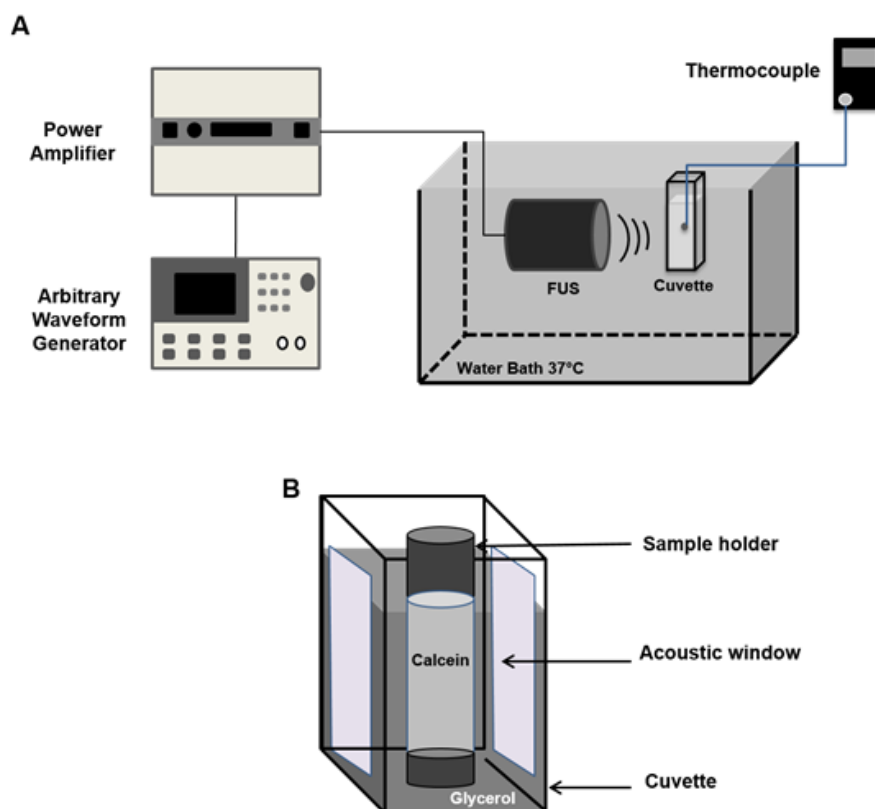 A
Thermocouple
Power
Amplifier
Arbitrary
Waveform
Generator
FUS
Cuvette
Water Bath 37°C
B
Sample holder
Calcein
Acoustic window
Cuvette
Glycerol